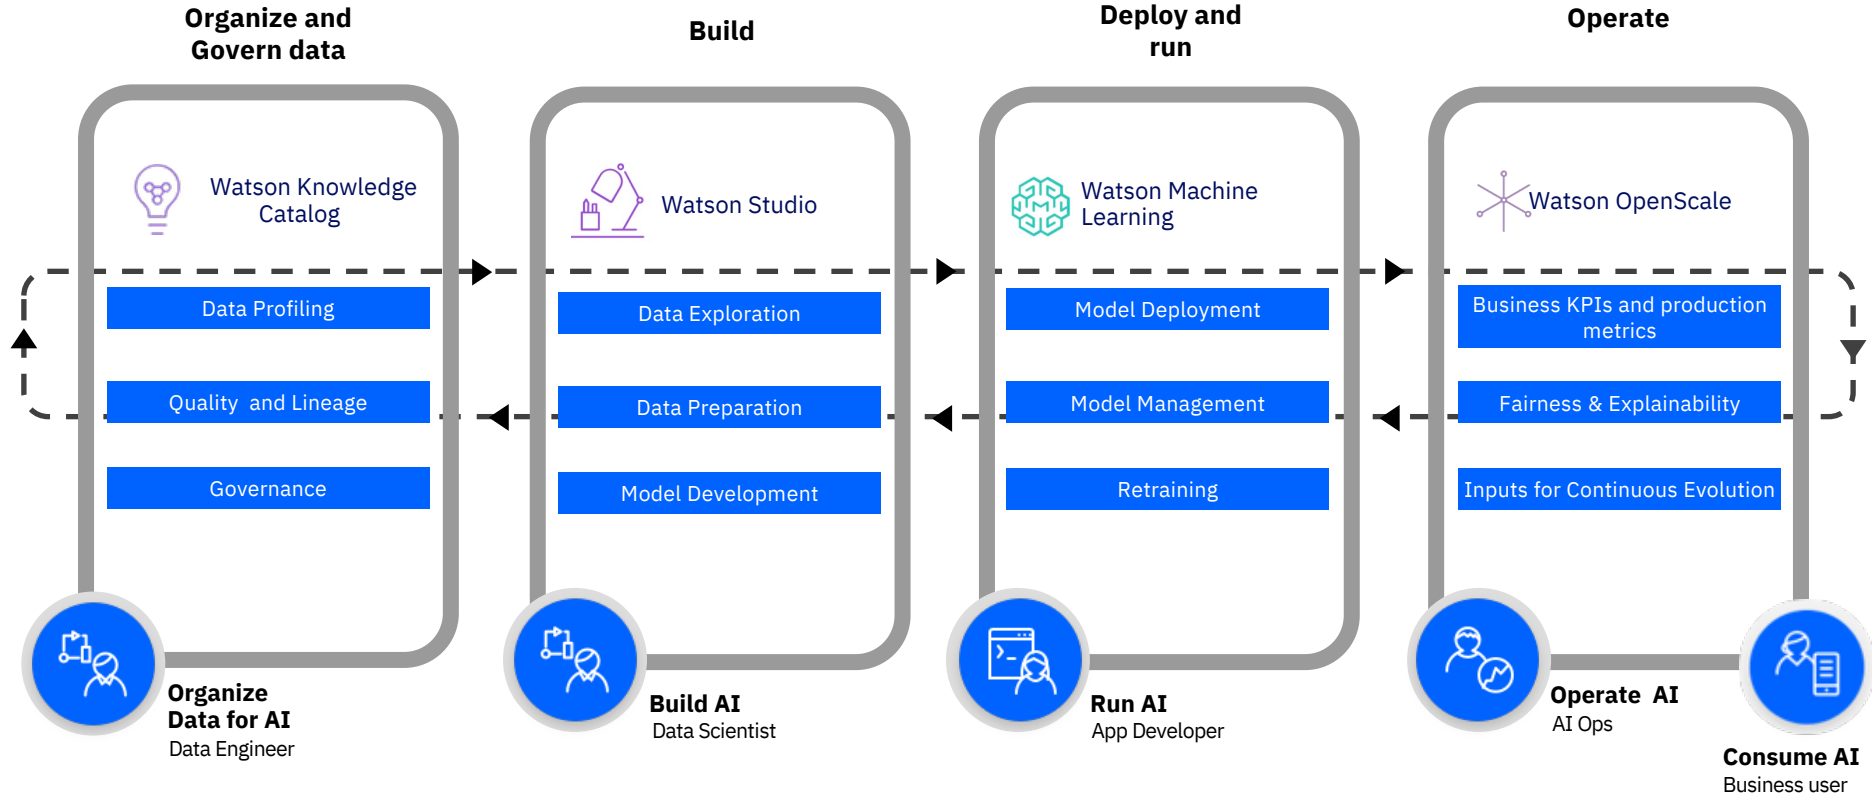 Organize and
Govern data
Build
Deploy and
run
Operate
Watson Knowledge
Catalog
Watson Studio
Watson Machine
Learning
Watson OpenScale
Data Profiling
Quality and Lineage
Governance
Data Exploration
Data Preparation
Model Development
Model Deployment
Model Management
Retraining
Business KPIs and production
metrics
Fairness & Explainability
Inputs for Continuous Evolution
Organize
Data for AI
Data Engineer
Build AI
Data Scientist
Run AI
App Developer
Operate AI
AI Ops
Consume AI
Business user